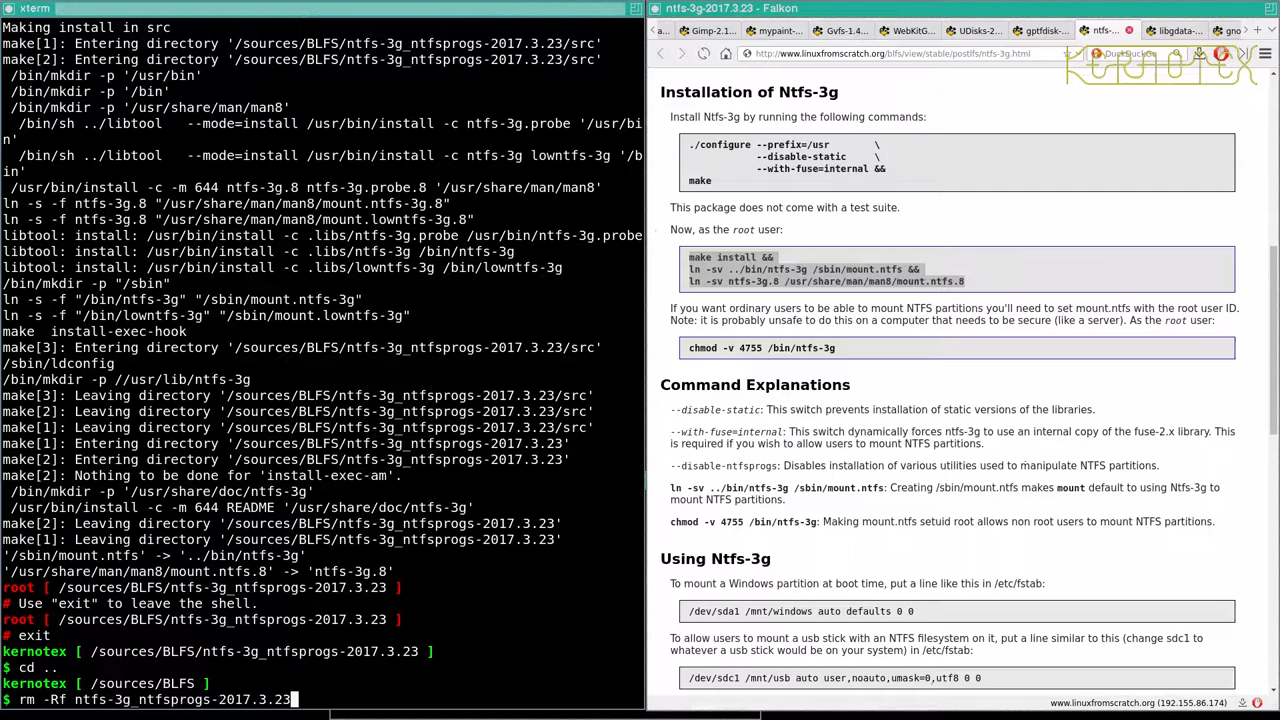 xterm
Making install in src
make[1]: Entering directory '/sources/BLFS/ntfs-3g_ntfsprogs-2017.3.23/src'
make[2]: Entering directory '/sources/BLFS/ntfs-3g_ntfsprogs-2017.3.23/src'
/bin/mkdir -p '/usr/bin'
/bin/mkdir -p '/bin'
/bin/mkdir -p '/usr/share/man/man8'
/bin/sh ../libtool   --mode=install /usr/bin/install -c ntfs-3g.probe '/usr/bi
n'
/bin/sh ../libtool   --mode=install /usr/bin/install -c ntfs-3g lowntfs-3g '/b
in'
/usr/bin/install -c -m 644 ntfs-3g.8 ntfs-3g.probe.8 '/usr/share/man/man8'
ln -s -f ntfs-3g.8 "/usr/share/man/man8/mount.ntfs-3g.8"
ln -s -f ntfs-3g.8 "/usr/share/man/man8/mount.lowntfs-3g.8"
libtool: install: /usr/bin/install -c .libs/ntfs-3g.probe /usr/bin/ntfs-3g.probe
libtool: install: /usr/bin/install -c .libs/ntfs-3g /bin/ntfs-3g
libtool: install: /usr/bin/install -c .libs/lowntfs-3g /bin/lowntfs-3g
/bin/mkdir -p "/sbin"
ln -s -f "/bin/ntfs-3g" "/sbin/mount.ntfs-3g"
ln -s -f "/bin/lowntfs-3g" "/sbin/mount.lowntfs-3g"
make  install-exec-hook
make[3]: Entering directory '/sources/BLFS/ntfs-3g_ntfsprogs-2017.3.23/src'
/sbin/ldconfig
/bin/mkdir -p //usr/lib/ntfs-3g
make[3]: Leaving directory '/sources/BLFS/ntfs-3g_ntfsprogs-2017.3.23/src'
make[2]: Leaving directory '/sources/BLFS/ntfs-3g_ntfsprogs-2017.3.23/src'
make[1]: Leaving directory '/sources/BLFS/ntfs-3g_ntfsprogs-2017.3.23/src'
make[1]: Entering directory '/sources/BLFS/ntfs-3g_ntfsprogs-2017.3.23'
make[2]: Entering directory '/sources/BLFS/ntfs-3g_ntfsprogs-2017.3.23'
make[2]: Nothing to be done for 'install-exec-am'.
/bin/mkdir -p '/usr/share/doc/ntfs-3g'
/usr/bin/install -c -m 644 README '/usr/share/doc/ntfs-3g'
make[2]: Leaving directory '/sources/BLFS/ntfs-3g_ntfsprogs-2017.3.23'
make[1]: Leaving directory '/sources/BLFS/ntfs-3g_ntfsprogs-2017.3.23'
'/sbin/mount.ntfs' -> '../bin/ntfs-3g'
'/usr/share/man/man8/mount.ntfs.8' -> 'ntfs-3g.8'
root [ /sources/BLFS/ntfs-3g_ntfsprogs-2017.3.23 ]
# Use "exit" to leave the shell.
root [ /sources/BLFS/ntfs-3g_ntfsprogs-2017.3.23 ]
# exit
kernotex [ /sources/BLFS/ntfs-3g_ntfsprogs-2017.3.23 ]
$ cd ..
kernotex [ /sources/BLFS ]
$ rm -Rf ntfs-3g_ntfsprogs-2017.3.23
ntfs-3g-2017.3.23 - Falkon
a... Gimp-2.1... mypaint-... Gvfs-1.4... WebKitG... UDisks-2... gptfdisk-... ntfs-... libgdata-... gno
http://www.linuxfromscratch.org/blfs/view/stable/postlfs/ntfs-3g.html
KERNOTEX
Installation of Ntfs-3g
Install Ntfs-3g by running the following commands:
./configure --prefix=/usr        \
--disable-static     \
--with-fuse=internal &&
make
This package does not come with a test suite.
Now, as the root user:
make install &&
ln -sv ../bin/ntfs-3g /sbin/mount.ntfs &&
ln -sv ntfs-3g.8 /usr/share/man/man8/mount.ntfs.8
If you want ordinary users to be able to mount NTFS partitions you'll need to set mount.ntfs with the root user ID.
Note: it is probably unsafe to do this on a computer that needs to be secure (like a server). As the root
user:
chmod -v 4755 /bin/ntfs-3g
Command Explanations
--disable-static: This switch prevents installation of static versions of the libraries.
--with-fuse=internal: This switch dynamically forces ntfs-3g to use an internal copy of the fuse-2.x library. This
is required if you wish to allow users to mount NTFS partitions.
--disable-ntfsprogs: Disables installation of various utilities used to manipulate NTFS partitions.
ln -sv ../bin/ntfs-3g /sbin/mount.ntfs: Creating /sbin/mount.ntfs makes mount default to using Ntfs-3g to
mount NTFS partitions.
chmod -v 4755 /bin/ntfs-3g: Making mount.ntfs setuid root allows non root users to mount NTFS partitions.
Using Ntfs-3g
To mount a Windows partition at boot time, put a line like this in /etc/fstab:
/dev/sda1 /mnt/windows auto defaults 0 0
To allow users to mount a usb stick with an NTFS filesystem on it, put a line similar to this (change sdc1 to
whatever a usb stick would be on your system) in /etc/fstab:
/dev/sdc1 /mnt/usb auto user,noauto,umask=0,utf8 0 0
www.linuxfromscratch.org (192.155.86.174)